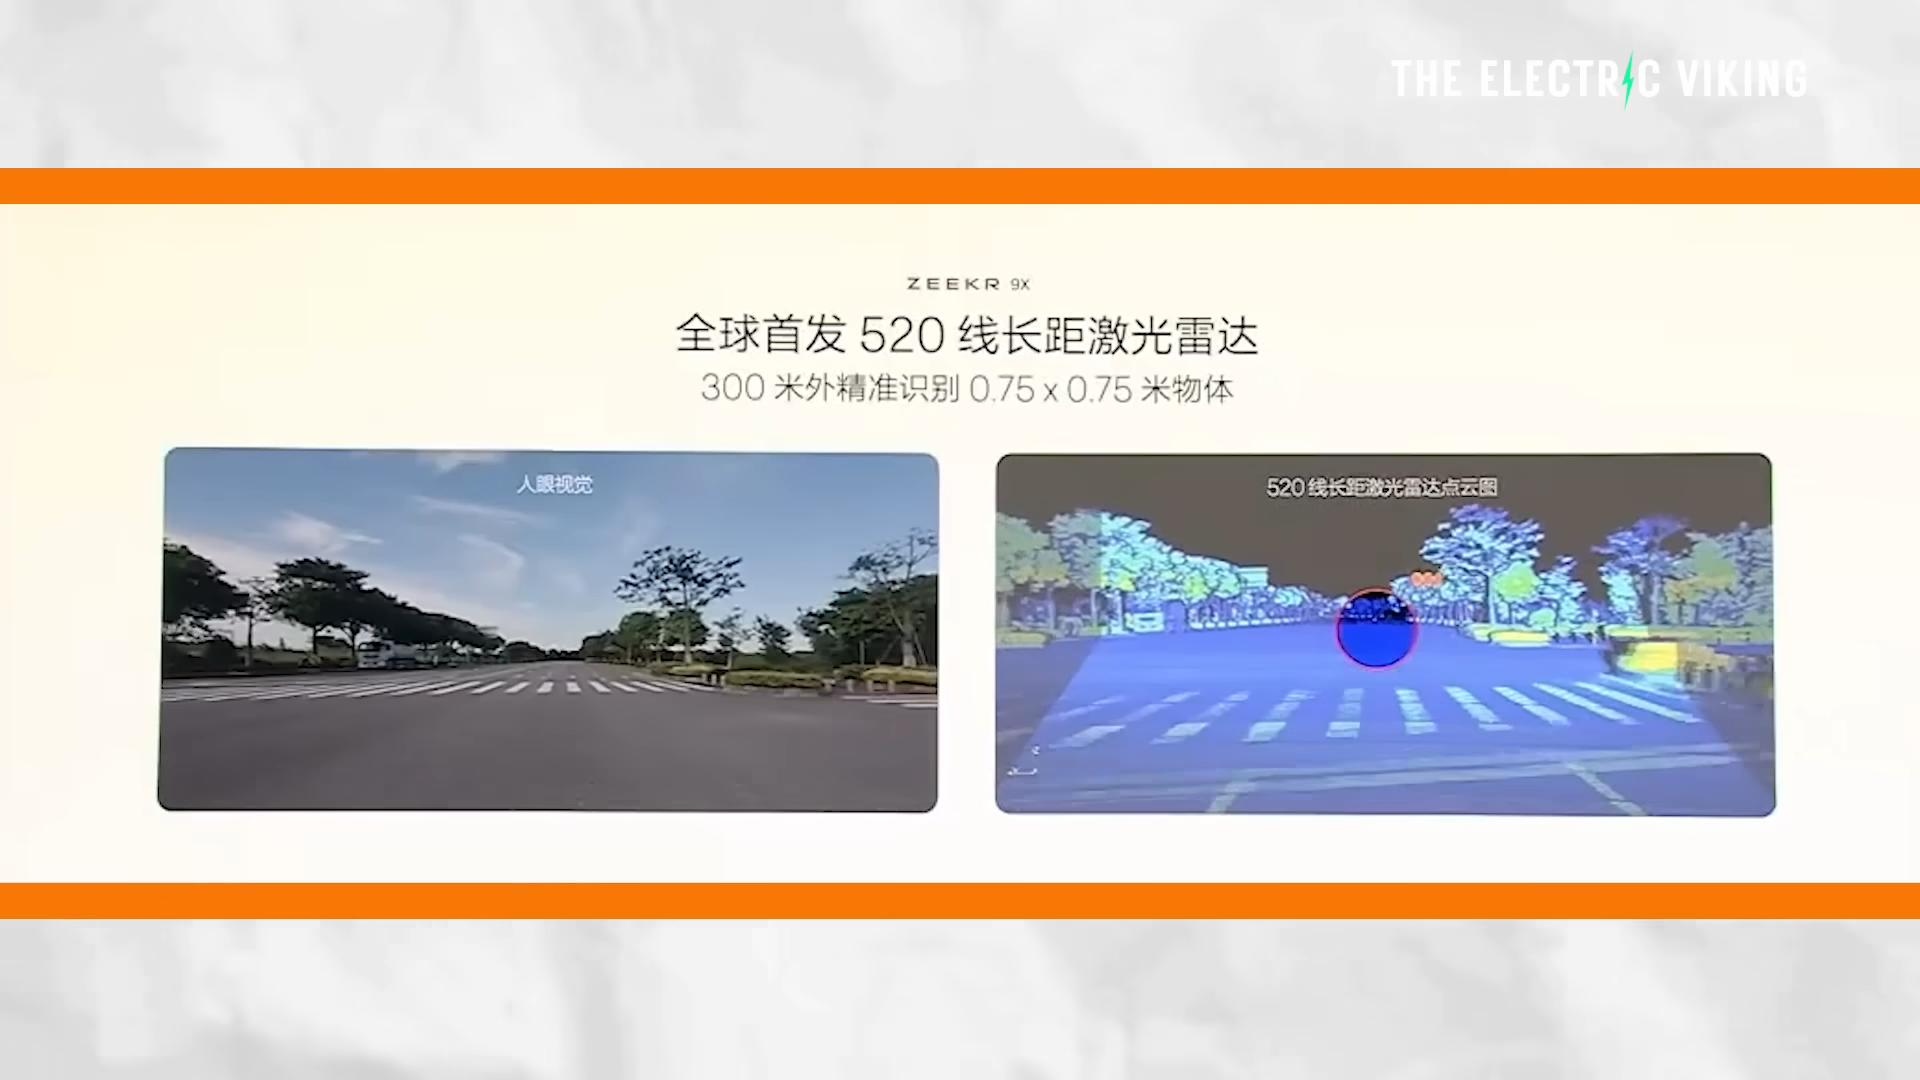 THE ELECTRIC VIKING
ZEEKR 9X
全球首发 520 线长距激光雷达
300 米外精准识别 0.75 x 0.75 米物体
人眼视觉
520 线长距激光雷达点云图